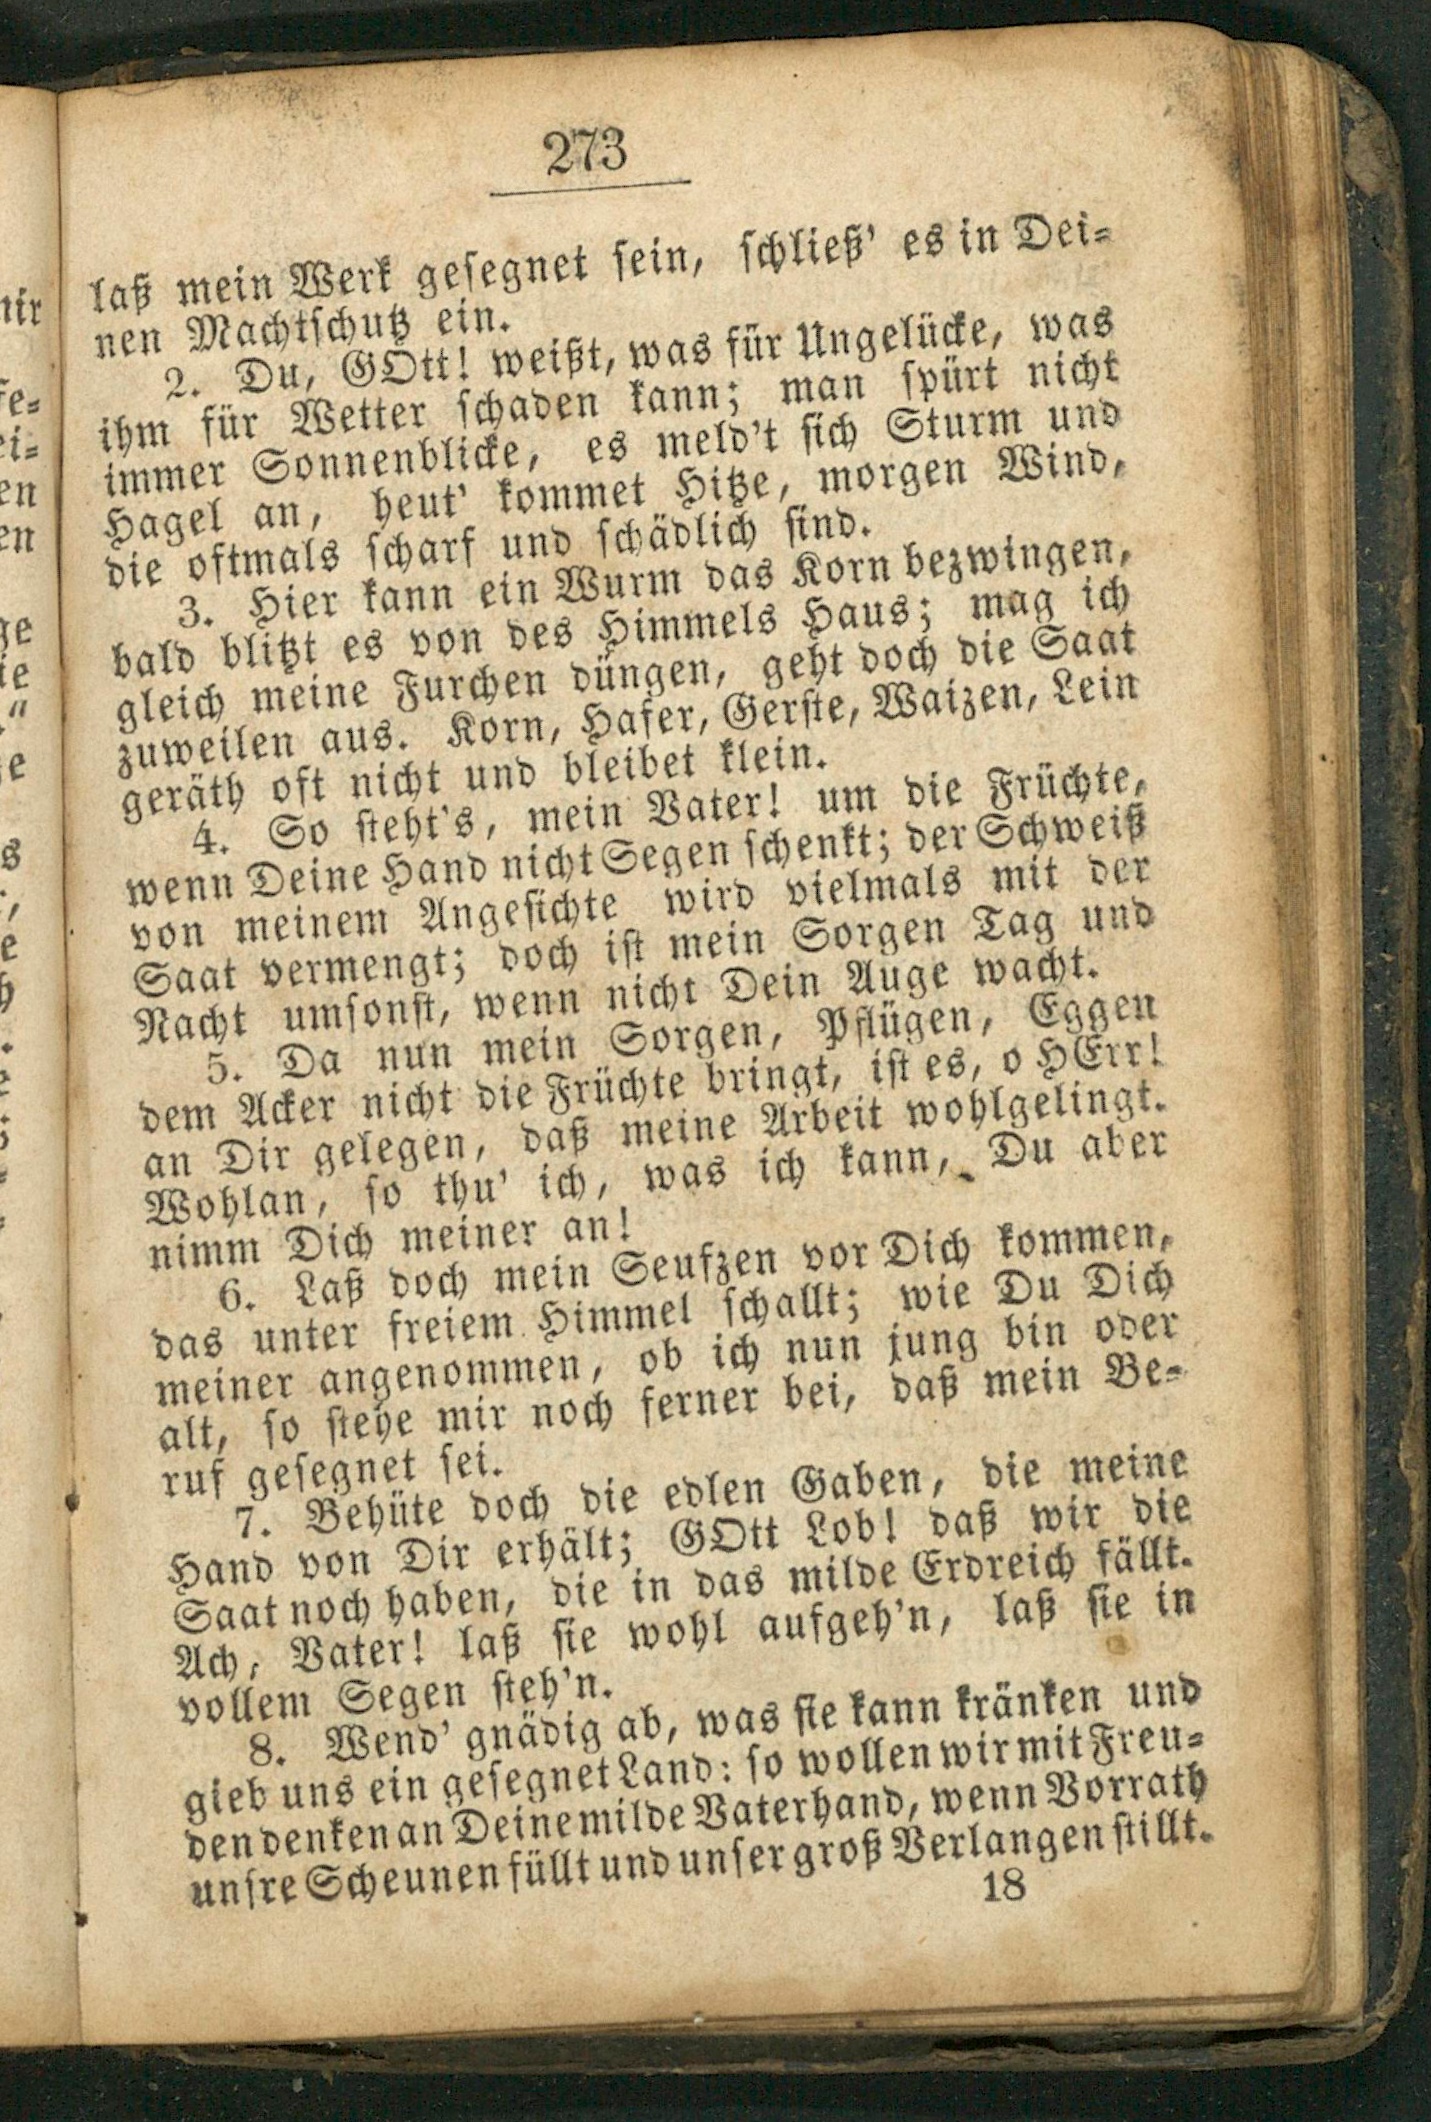 273
laß mein Werk gesegnet sein, schließ' es in Dei-
nen Machtschutz ein.
2. Du, GOtt! weißt, was für Ungelücke, was
ihm für Wetter schaden kann; man spürt nicht
immer Sonnenblicke, es meld't sich Sturm und
Hagel an, heut' kommet Hitze, morgen Wind,
die oftmals scharf und schädlich sind.
3. Hier kann ein Wurm das Korn bezwingen,
bald blitzt es von des Himmels Haus; mag ich
gleich meine Furchen düngen, geht doch die Saat
zuweilen aus. Korn, Hafer, Gerste, Waizen, Lein
geräth oft nicht und bleibet klein.
4. So steht's, mein Vater! um die Früchte,
wenn Deine Hand nicht Segen schenkt; der Schweiß
von meinem Angesichte wird vielmals mit der
Saat vermengt; doch ist mein Sorgen Tag und
Nacht umsonst, wenn nicht Dein Auge wacht.
5. Da nun mein Sorgen, Pflügen, Eggen
dem Acker nicht die Früchte bringt, ist es, o HErr!
an Dir gelegen, daß meine Arbeit wohlgelingt.
Wohlan, so thu' ich, was ich kann, Du aber
nimm Dich meiner an!
6. Laß doch mein Seufzen vor Dich kommen,
das unter freiem Himmel schallt; wie Du Dich
meiner angenommen, ob ich nun jung bin oder
alt, so stehe mir noch ferner bei, daß mein Be-
ruf gesegnet sei.
7. Behüte doch die edlen Gaben, die meine
Hand von Dir erhält; GOtt Lob! daß wir die
Saat noch haben, die in das milde Erdreich fällt.
Ach, Vater! laß sie wohl aufgeh'n, laß sie in
vollem Segen steh'n.
8. Wend' gnädig ab, was sie kann kränken und
gieb uns ein gesegnet Land: so wollen wir mit Freu-
den denken an Deine milde Vaterhand, wenn Vorrath
unsre Scheunen füllt und unser groß Verlangen stillt.
18